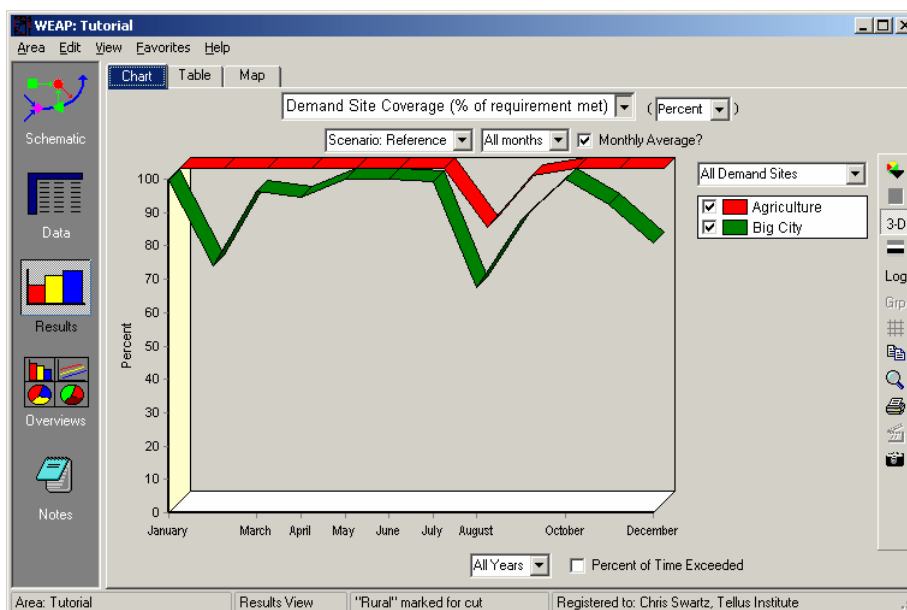 WEAP: Tutorial
Area Edit View Favorites Help
Chart Table Map
Demand Site Coverage (% of requirement met) ( Percent )
Scenario: Reference All months Monthly Average?
Schematic
Data
Results
Overviews
Notes
All Demand Sites
Agriculture
Big City
3-D
Log
Grp
Percent
100
90
80
70
60
50
40
30
20
10
0
January March April May June July August October December
All Years Percent of Time Exceeded
Area: Tutorial Results View "Rural" marked for cut Registered to: Chris Swartz, Tellus Institute